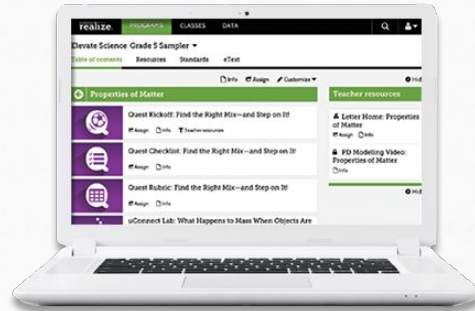 realize. PROGRAMS CLASSES DATA
Elevate Science Grade 5 Sampler
Table of contents Resources Standards eText
Info Assign Customize Hid
Properties of Matter
Quest Kickoff: Find the Right Mix—and Step on It!
Assign Info Teacher resources
Quest Checklist: Find the Right Mix—and Step on It!
Assign Info
Quest Rubric: Find the Right Mix—and Step on It!
Assign Info
uConnect Lab: What Happens to Mass When Objects Are
Teacher resources
Letter Home: Properties
of Matter
Assign Info
PD Modeling Video:
Properties of Matter
Info
Hid